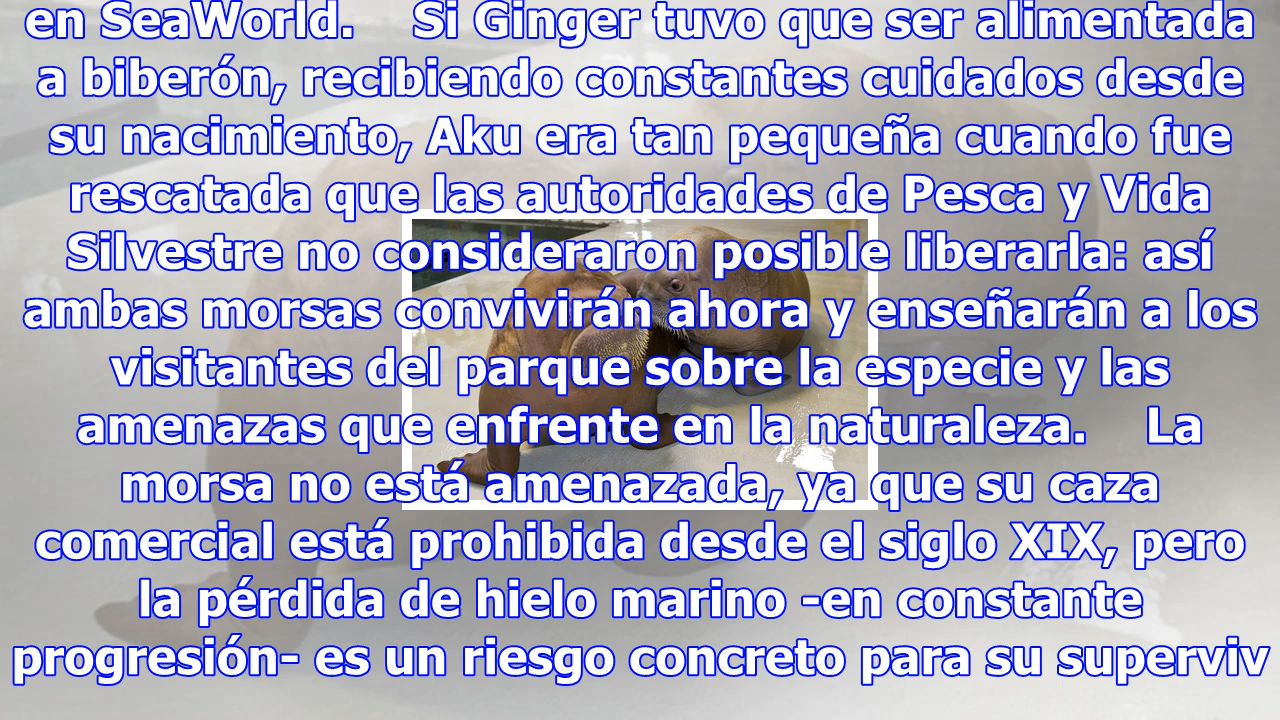 en SeaWorld. Si Ginger tuvo que ser alimentada
a biberón, recibiendo constantes cuidados desde
su nacimiento, Aku era tan pequeña cuando fue
rescatada que las autoridades de Pesca y Vida
Silvestre no consideraron posible liberarla: así
ambas morsas convivirán ahora y enseñarán a los
visitantes del parque sobre la especie y las
amenazas que enfrente en la naturaleza. La
morsa no está amenazada, ya que su caza
comercial está prohibida desde el siglo XIX, pero
la pérdida de hielo marino -en constante
progresión- es un riesgo concreto para su superviv